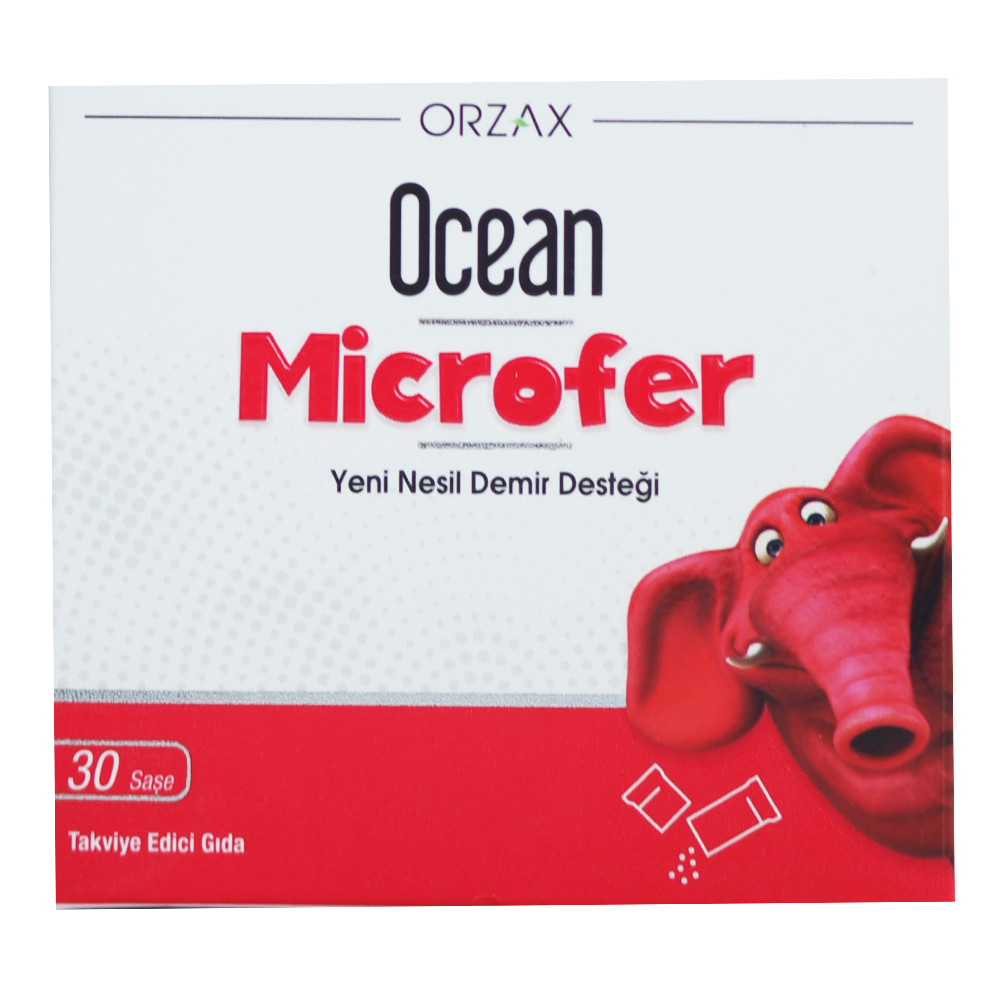 ORZAX
Ocean
Microfer
Yeni Nesil Demir Desteği
30 Saşe
Takviye Edici Gıda